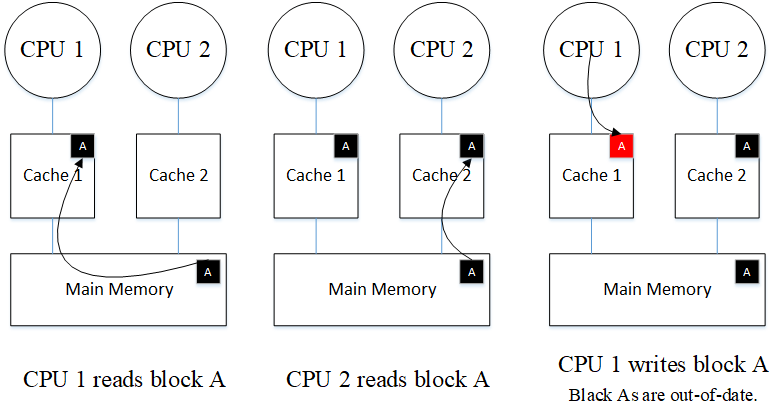 CPU 1
CPU 2
A
Cache 1
Cache 2
A
Main Memory
CPU 1 reads block A
CPU 1
CPU 2
A
A
Cache 1
Cache 2
A
Main Memory
CPU 2 reads block A
CPU 1
CPU 2
A
A
Cache 1
Cache 2
A
Main Memory
CPU 1 writes block A
Black As are out-of-date.